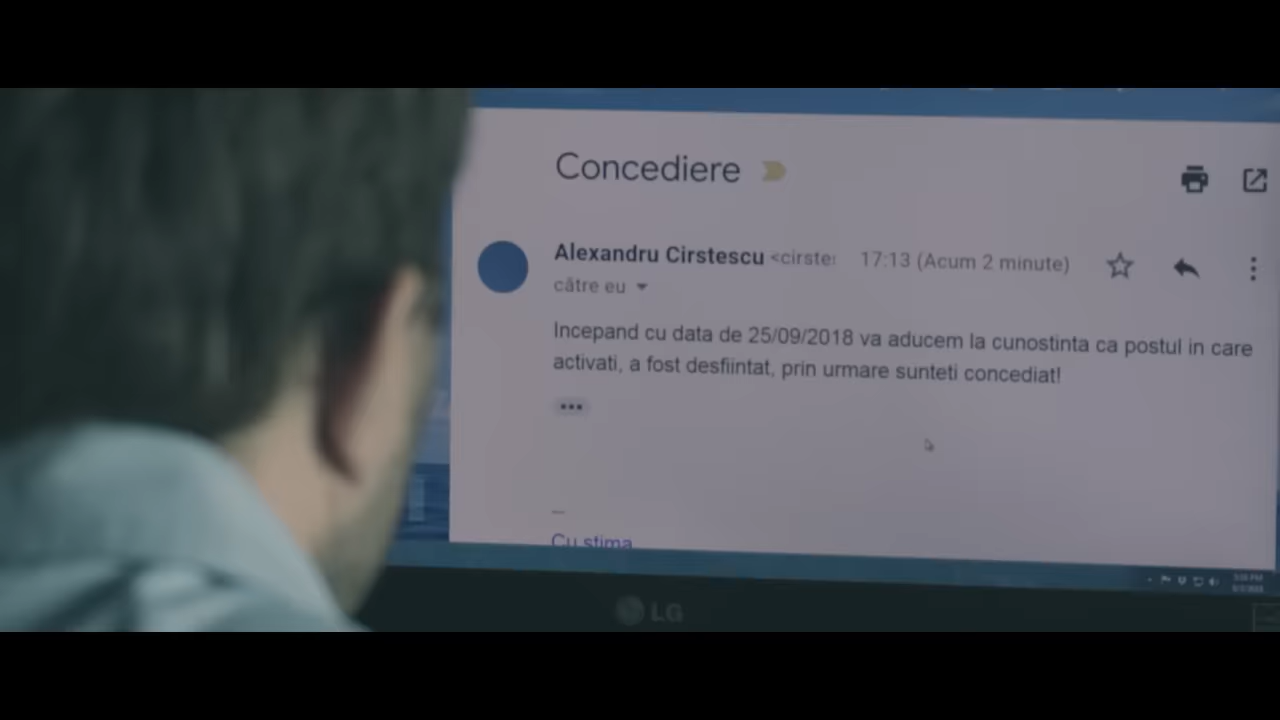 Concediere
Alexandru Cirstescu <cirste 17:13 (Acum 2 minute)
către eu
Incepand cu data de 25/09/2018 va aducem la cunostinta ca postul in care
activati, a fost desfiintat, prin urmare sunteti concediat!
--
Cu stima
LG